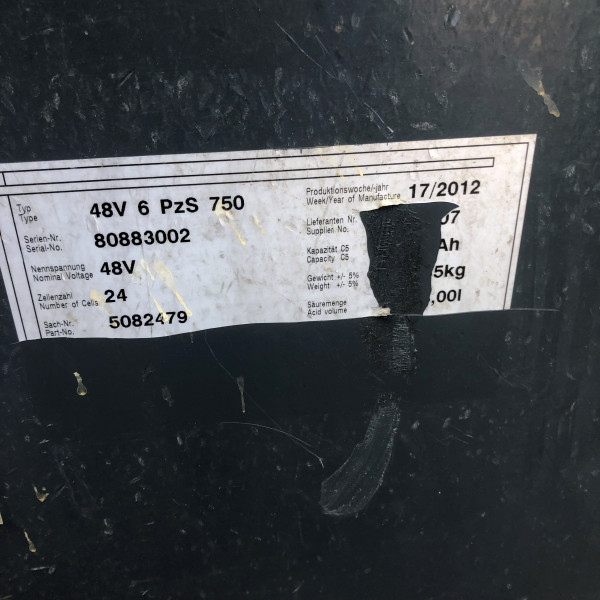 Typ
Type
48V 6 PzS 750
Serien-Nr.
Serial-No.
80883002
Nennspannung
Nominal Voltage
48V
Zellenzahl
Number of Cells
24
Sach-Nr.
Part-No.
5082479
Produktionswoche/-jahr
Week/Year of Manufacture
17/2012
Lieferanten Nr.
Supplier No.
07
Kapazität C5
Capacity C5
Ah
Gewicht +/- 5%
Weight +/- 5%
5kg
Säuremenge
Acid volume
,00l